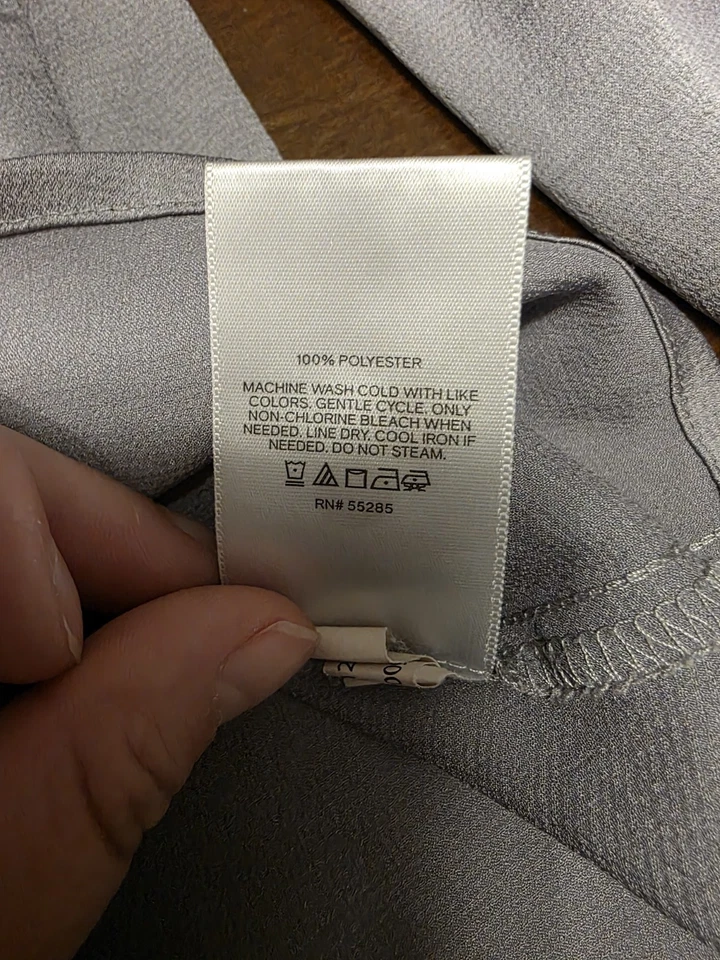 100% POLYESTER
MACHINE WASH COLD WITH LIKE
COLORS. GENTLE CYCLE. ONLY
NON-CHLORINE BLEACH WHEN
NEEDED. LINE DRY. COOL IRON IF
NEEDED. DO NOT STEAM.
RN# 55285